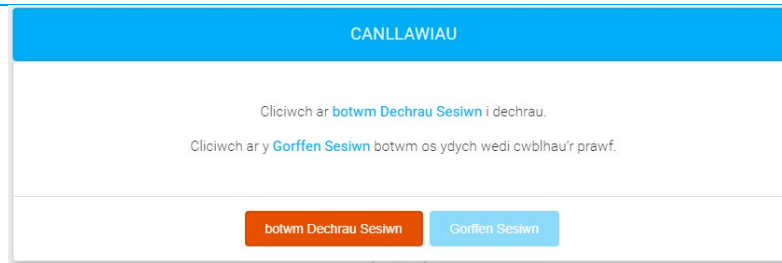 CANLLAWIAU
Cliciwch ar botwm Dechrau Sesiwn i dechrau.
Cliciwch ar y Gorffen Sesiwn botwm os ydych wedi cwblhau'r prawf.
botwm Dechrau Sesiwn
Gorffen Sesiwn